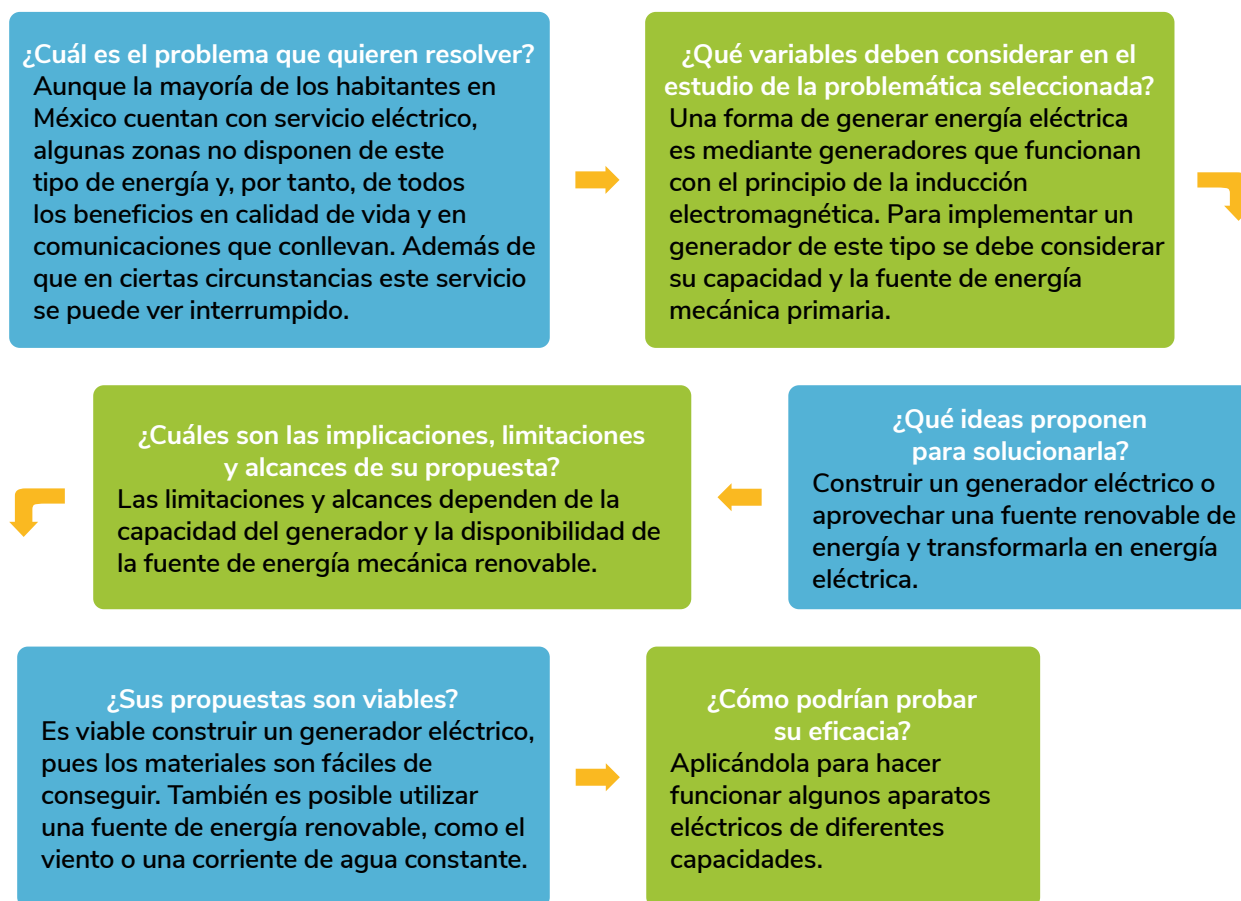 ¿Cuál es el problema que quieren resolver?
Aunque la mayoría de los habitantes en
México cuentan con servicio eléctrico,
algunas zonas no disponen de este
tipo de energía y, por tanto, de todos
los beneficios en calidad de vida y en
comunicaciones que conllevan. Además de
que en ciertas circunstancias este servicio
se puede ver interrumpido.
¿Qué variables deben considerar en el
estudio de la problemática seleccionada?
Una forma de generar energía eléctrica
es mediante generadores que funcionan
con el principio de la inducción
electromagnética. Para implementar un
generador de este tipo se debe considerar
su capacidad y la fuente de energía
mecánica primaria.
¿Qué ideas proponen
para solucionarla?
Construir un generador eléctrico o
aprovechar una fuente renovable de
energía y transformarla en energía
eléctrica.
¿Cuáles son las implicaciones, limitaciones
y alcances de su propuesta?
Las limitaciones y alcances dependen de la
capacidad del generador y la disponibilidad de
la fuente de energía mecánica renovable.
¿Sus propuestas son viables?
Es viable construir un generador eléctrico,
pues los materiales son fáciles de
conseguir. También es posible utilizar
una fuente de energía renovable, como el
viento o una corriente de agua constante.
¿Cómo podrían probar
su eficacia?
Aplicándola para hacer
funcionar algunos aparatos
eléctricos de diferentes
capacidades.